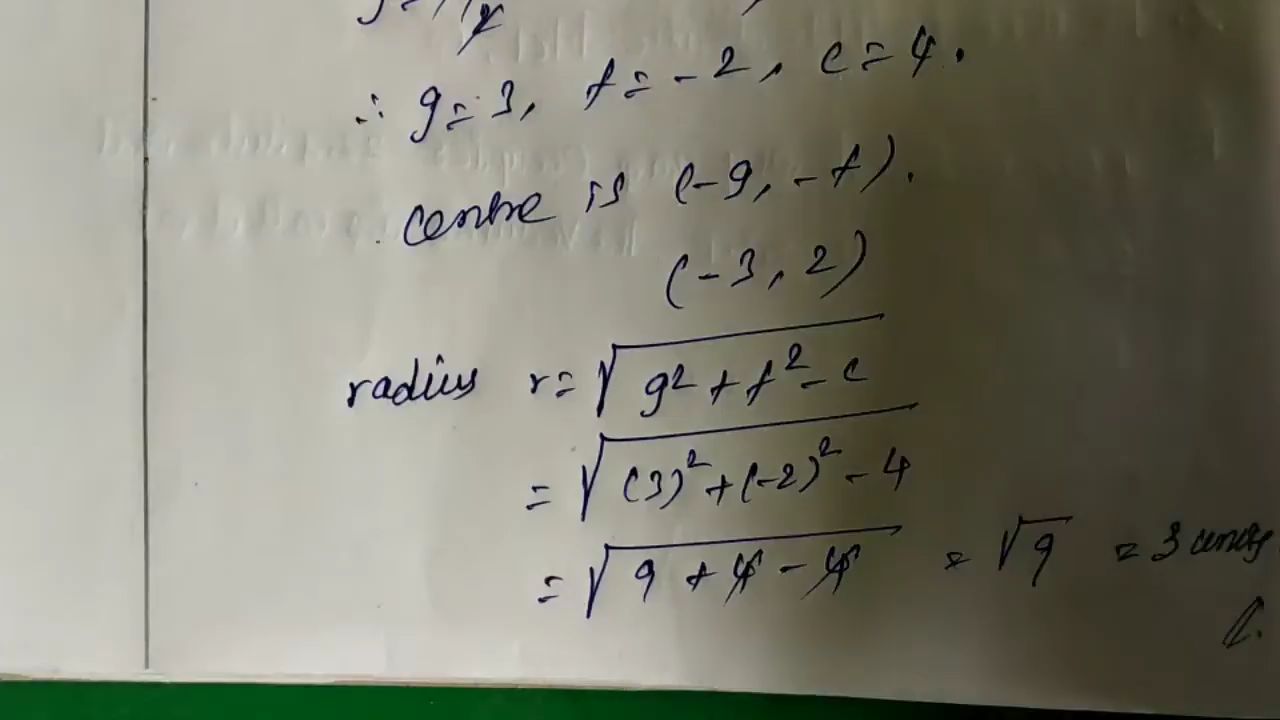 ∴ g = 3, f = -2, c = 4.
centre is (-g, -f).
(-3, 2)
radius r = √(g² + f² - c)
= √((3)² + (-2)² - 4)
= √(9 + 4 - 4) = √9 = 3 units